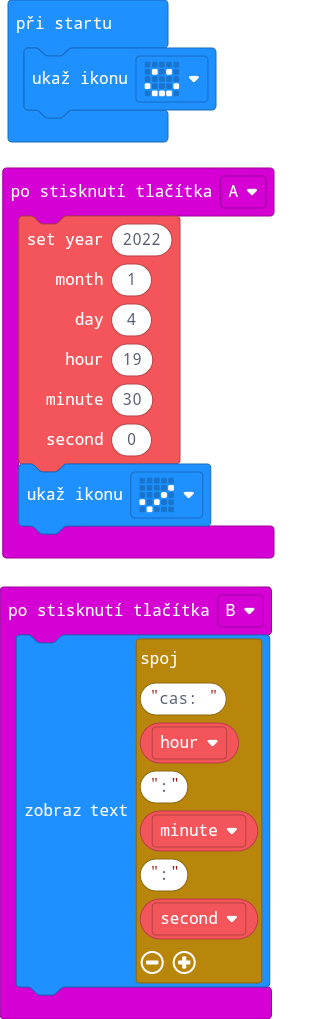 při startu
ukaž ikonu
po stisknutí tlačítka A
set year 2022
month 1
day 4
hour 19
minute 30
second 0
ukaž ikonu
po stisknutí tlačítka B
spoj
"cas: "
hour
":"
zobraz text
minute
":"
second